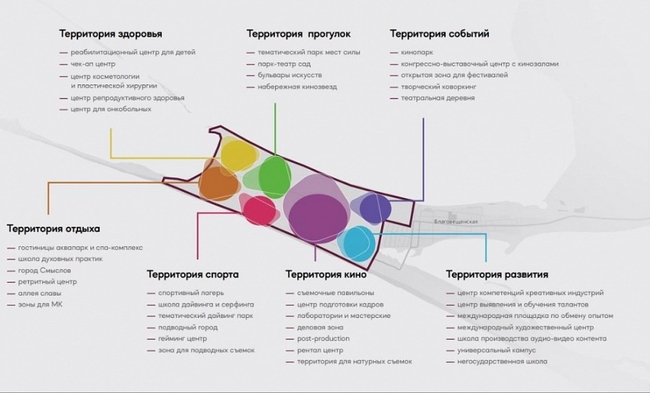 Территория здоровья
— реабилитационный центр для детей
— чек-ап центр
— центр косметологии
и пластической хирургии
— центр репродуктивного здоровья
— центр для онкобольных
Территория прогулок
— тематический парк мест силы
— парк-театр сад
— бульвары искусств
— набережная кинозвезд
Территория событий
— кинопарк
— конгрессно-выставочный центр с кинозалами
— открытая зона для фестивалей
— творческий коворкинг
— театральная деревня
Благовещенская
Территория отдыха
— гостиницы аквапарк и спа-комплекс
— школа духовных практик
— город Смыслов
— ретритный центр
— аллея славы
— зоны для МК
Территория спорта
— спортивный лагерь
— школа дайвинга и серфинга
— тематический дайвинг парк
— подводный город
— гейминг центр
— зона для подводных съемок
Территория кино
— съемочные павильоны
— центр подготовки кадров
— лаборатории и мастерские
— деловая зона
— post-production
— рентал центр
— территория для натурных съемок
Территория развития
— центр компетенций креативных индустрий
— центр выявления и обучения талантов
— международная площадка по обмену опытом
— международный художественный центр
— школа производства аудио-видео контента
— универсальный кампус
— негосударственная школа